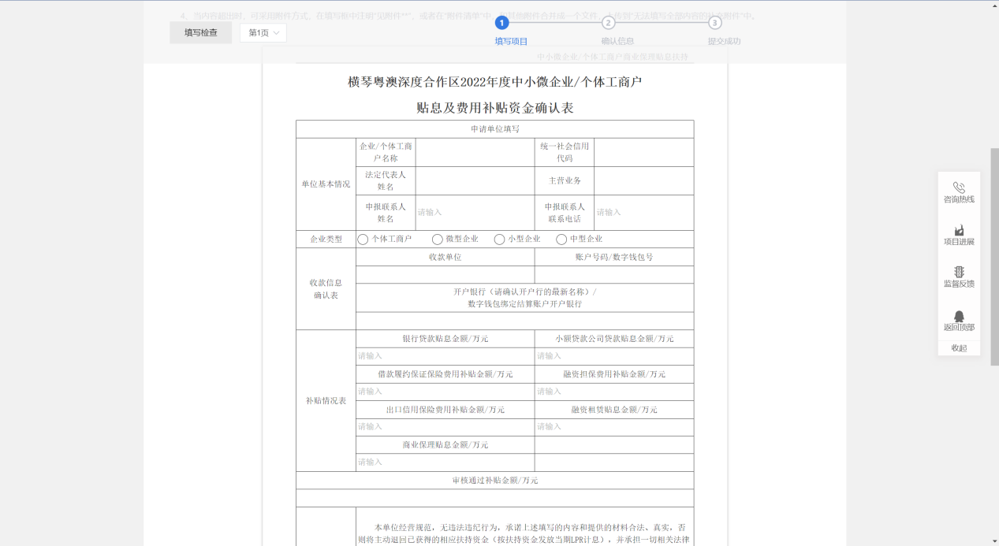 4、当内容超出时，可采用附件方式，在填写框中注明“见附件**”，或者在“附件清单”中
其他附件合并成一个文件，上传到“无法填写全部内容的
附件”中。
填写检查
第1页
1
2
3
填写项目
确认信息
提交成功
中小微企业/个体工商户商业保理贴息扶持
横琴粤澳深度合作区2022年度中小微企业/个体工商户
贴息及费用补贴资金确认表
申请单位填写
单位基本情况
企业/个体工商
户名称
统一社会信用
代码
法定代表人
姓名
主营业务
申报联系人
姓名
请输入
申报联系人
联系电话
请输入
企业类型
个体工商户
微型企业
小型企业
中型企业
收款信息
确认表
收款单位
账户号码/数字钱包号
开户银行（请确认开户行的最新名称）/
数字钱包绑定结算账户开户银行
补贴情况表
银行贷款贴息金额/万元
小额贷款公司贷款贴息金额/万元
请输入
请输入
借款履约保证保险费用补贴金额/万元
融资担保费用补贴金额/万元
请输入
请输入
出口信用保险费用补贴金额/万元
融资租赁贴息金额/万元
请输入
请输入
商业保理贴息金额/万元
请输入
审核通过补贴金额/万元
本单位经营规范，无违法违纪行为，承诺上述填写的内容和提供的材料合法、真实，否
则将主动退回已获得的相应扶持资金（按扶持资金发放当期LPR计息），并承担一切相关法律
咨询热线
项目进展
监督反馈
返回顶部
收起